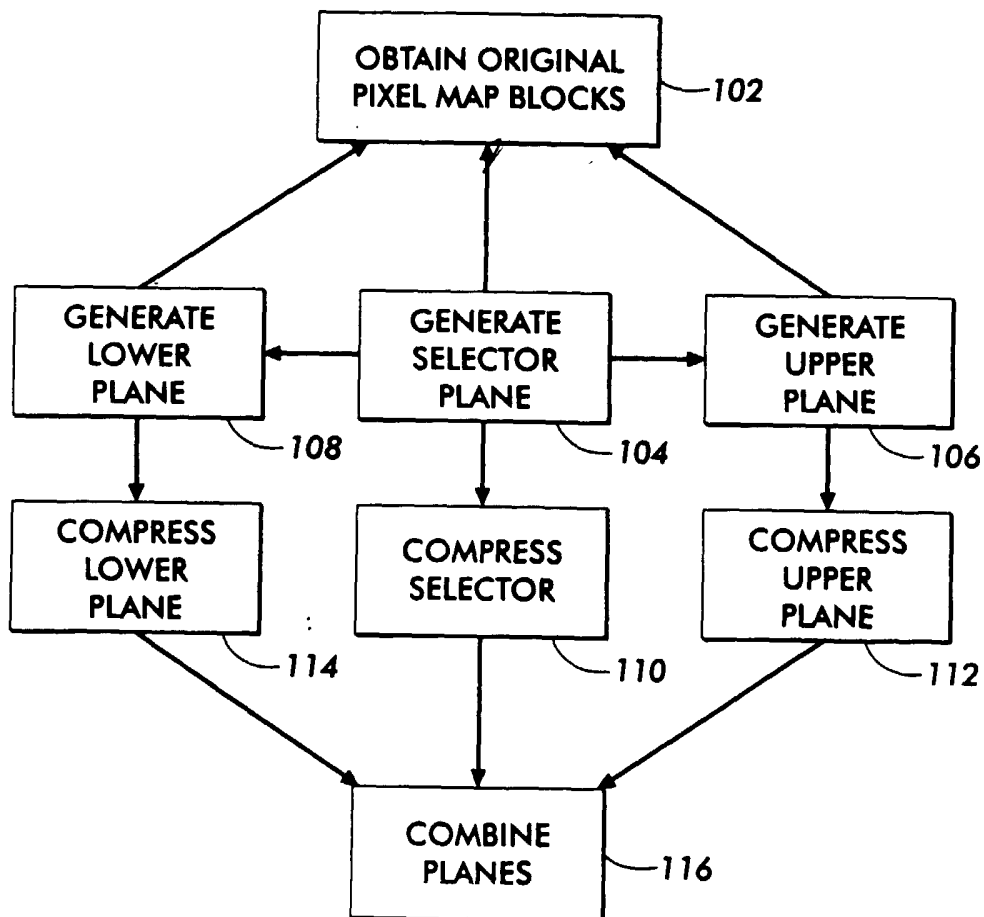 OBTAIN ORIGINAL
PIXEL MAP BLOCKS
102
GENERATE
LOWER
PLANE
108
GENERATE
SELECTOR
PLANE
104
GENERATE
UPPER
PLANE
106
COMPRESS
LOWER
PLANE
114
COMPRESS
SELECTOR
110
COMPRESS
UPPER
PLANE
112
COMBINE
PLANES
116